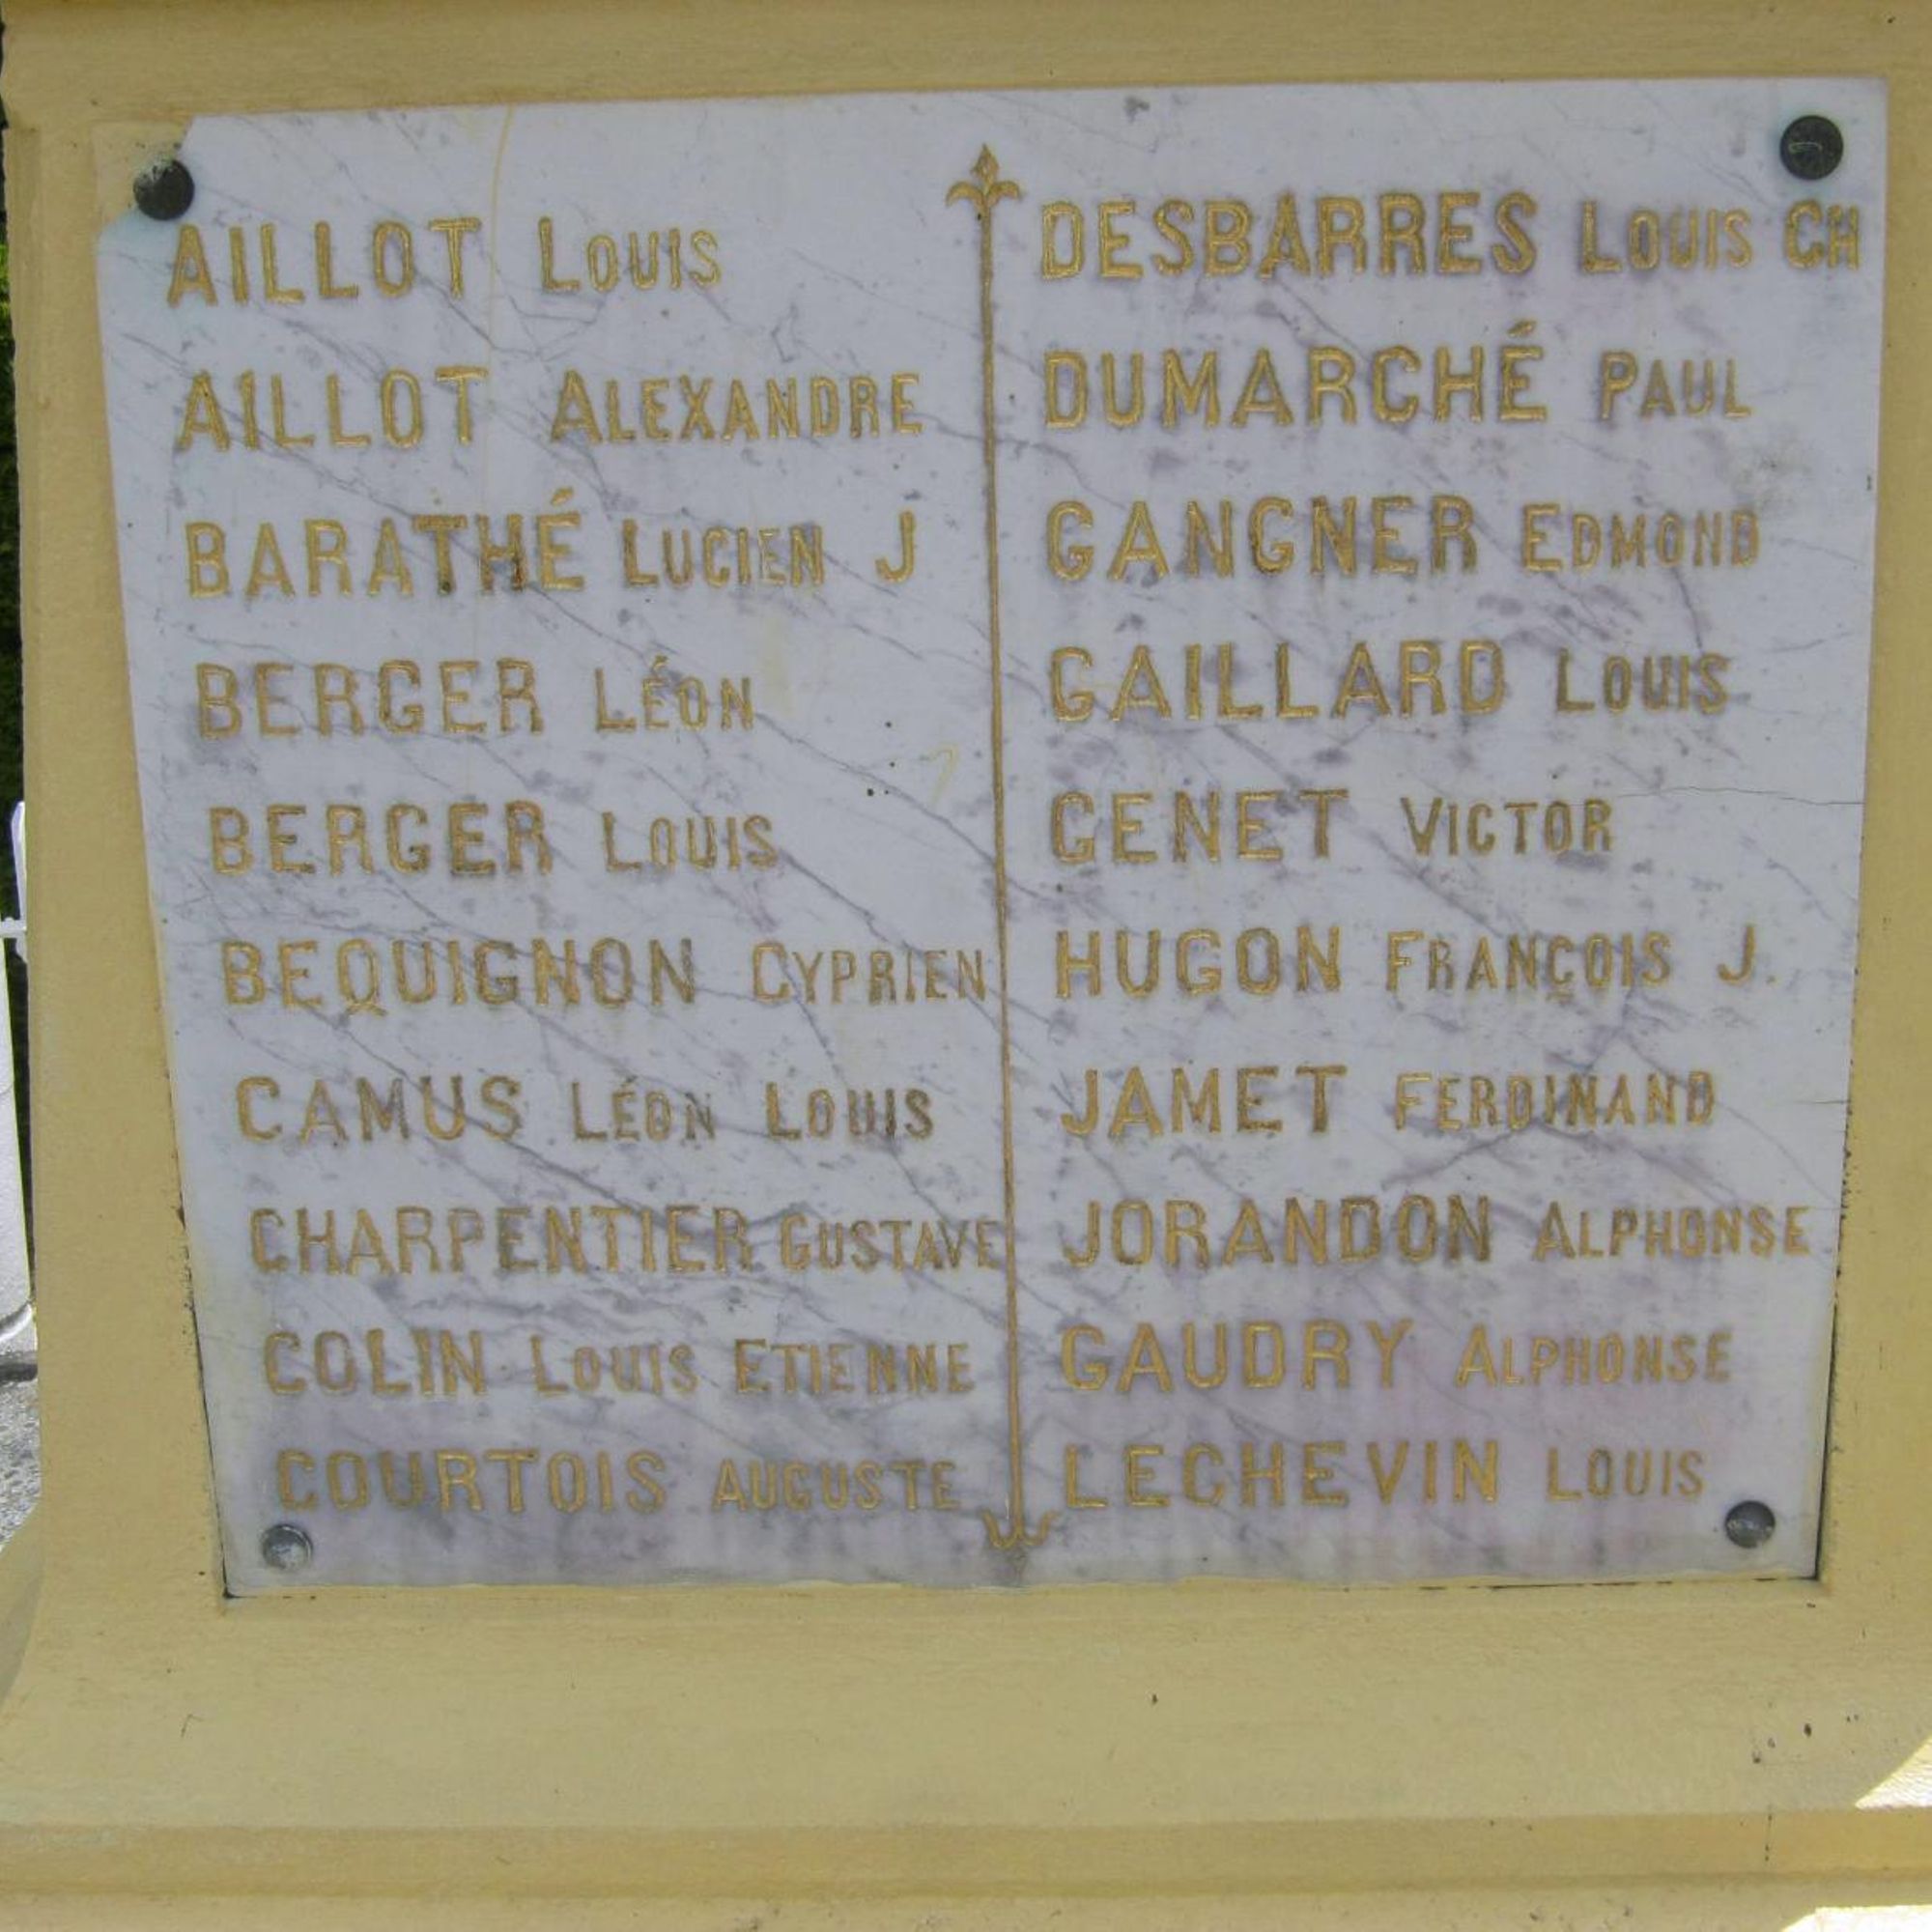 AILLOT LOUIS
AILLOT ALEXANDRE
BARATHÉ LUCIEN J
BERGER LÉON
BERGER LOUIS
BEQUIGNON CYPRIEN
CAMUS LÉON LOUIS
CHARPENTIER GUSTAVE
COLIN LOUIS ETIENNE
COURTOIS AUGUSTE
DESBARRES LOUIS CH
DUMARCHÉ PAUL
GANGNER EDMOND
GAILLARD LOUIS
GENET VICTOR
HUGON FRANÇOIS J.
JAMET FERDINAND
JORANDON ALPHONSE
GAUDRY ALPHONSE
LECHEVIN LOUIS